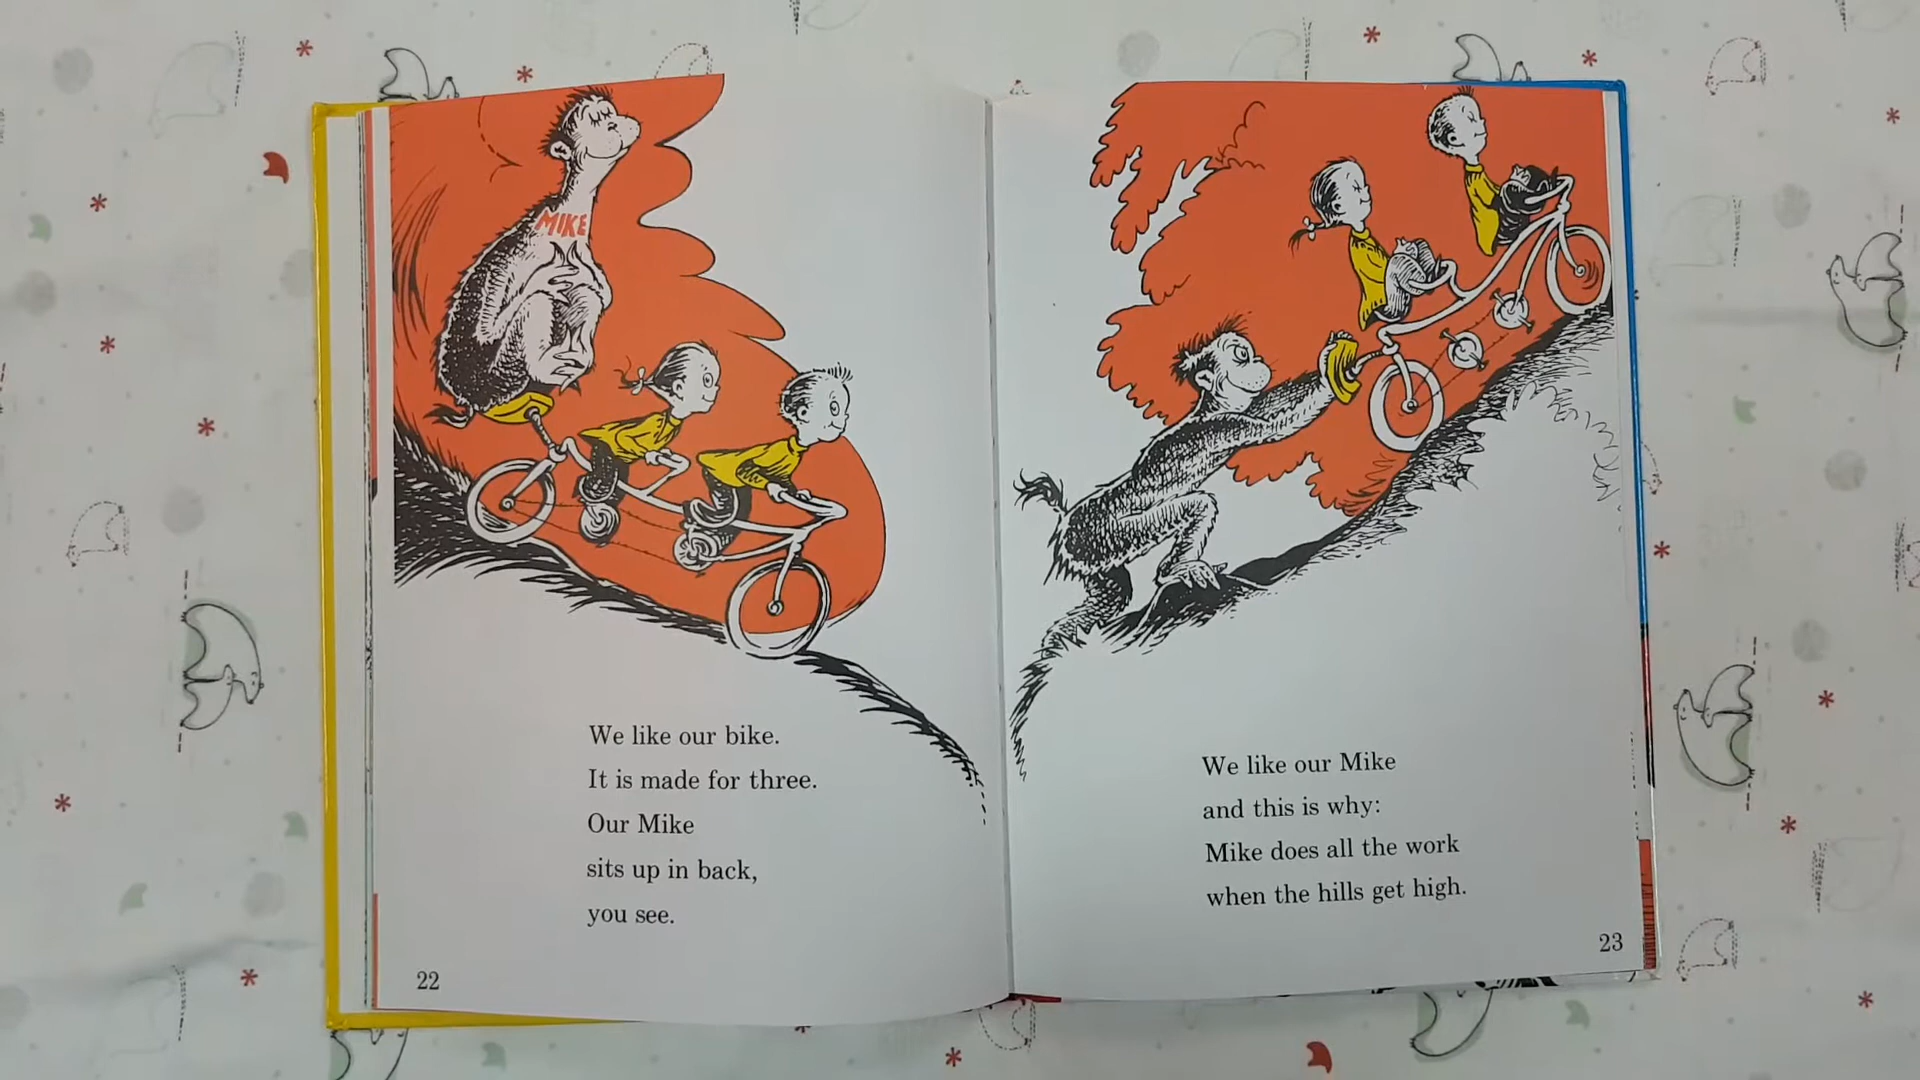 MIKE
We like our bike.
It is made for three.
Our Mike
sits up in back,
you see.
22
We like our Mike
and this is why:
Mike does all the work
when the hills get high.
23